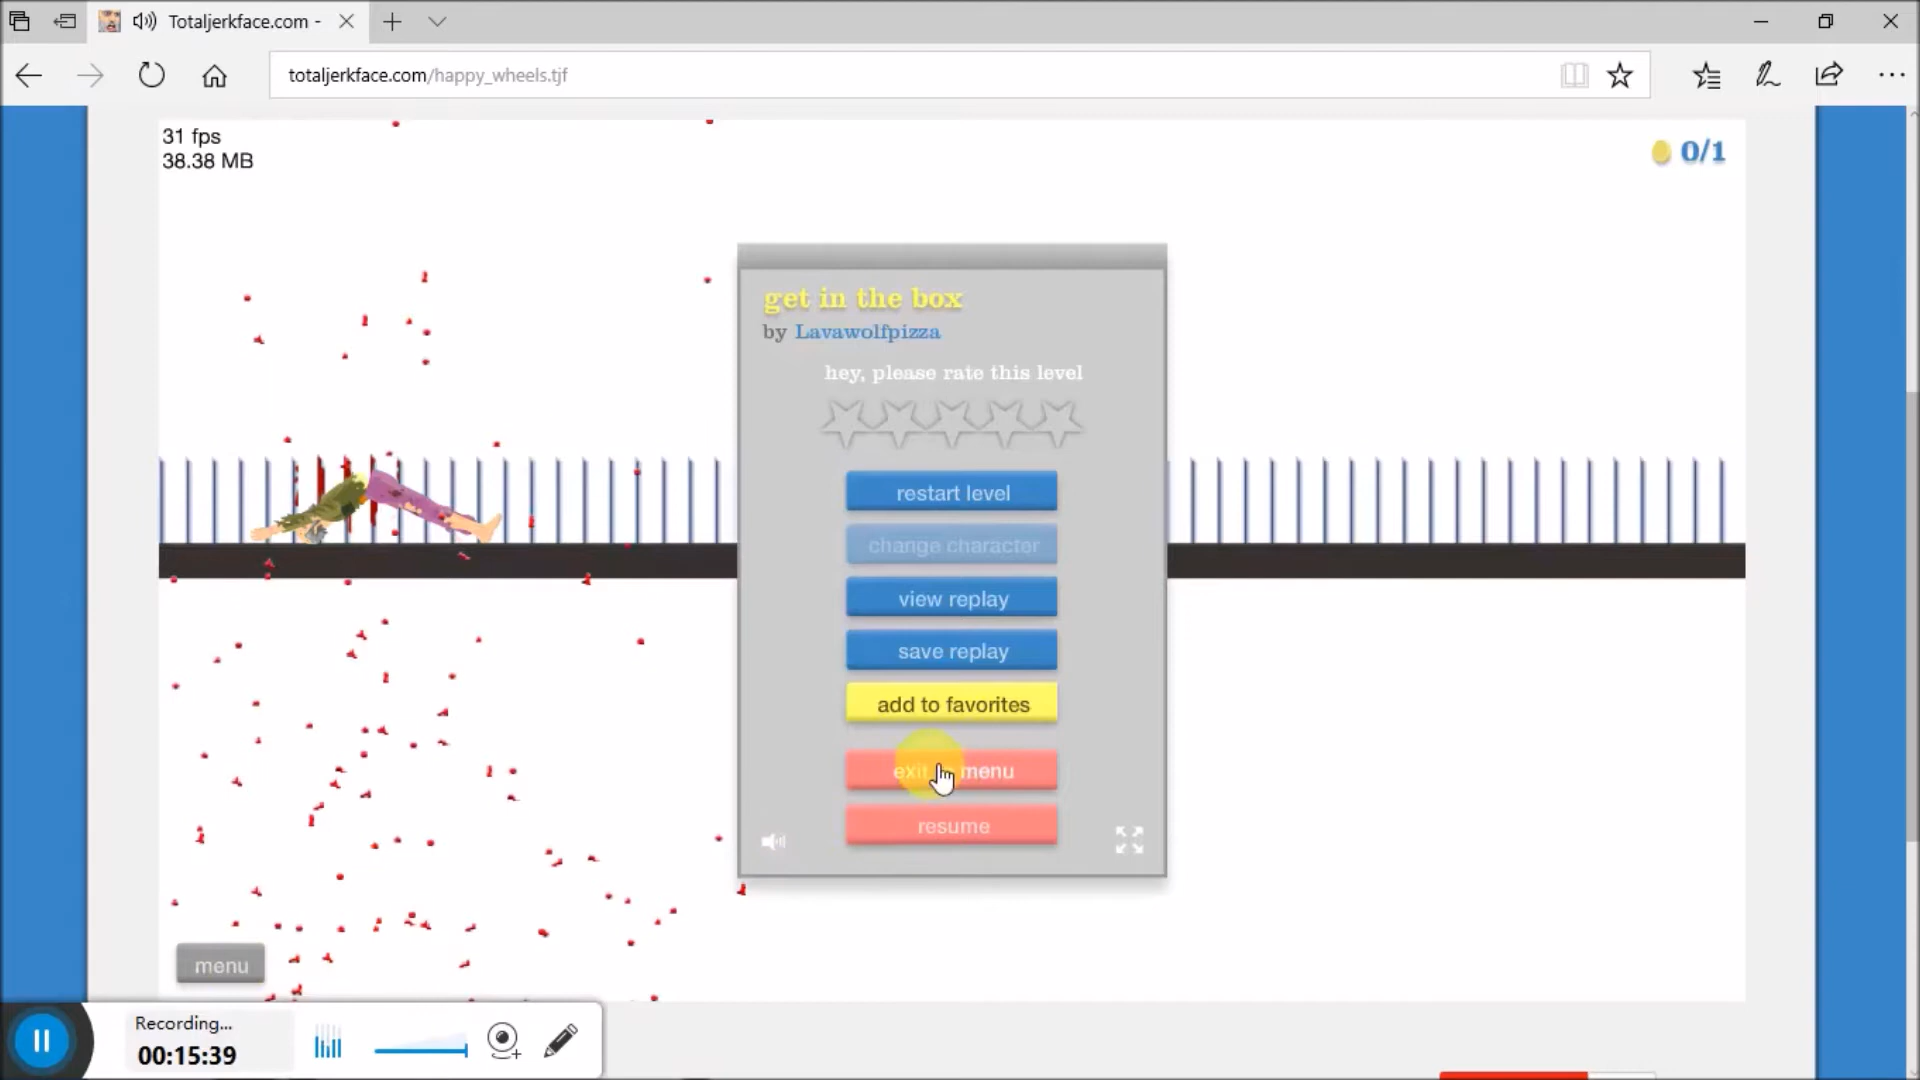 Totaljerkface.com -
totaljerkface.com/happy_wheels.tjf
31 fps
38.38 MB
0/1
get in the box
by Lavawolfpizza
hey, please rate this level
restart level
change character
view replay
save replay
add to favorites
exit menu
resume
menu
Recording...
00:15:39